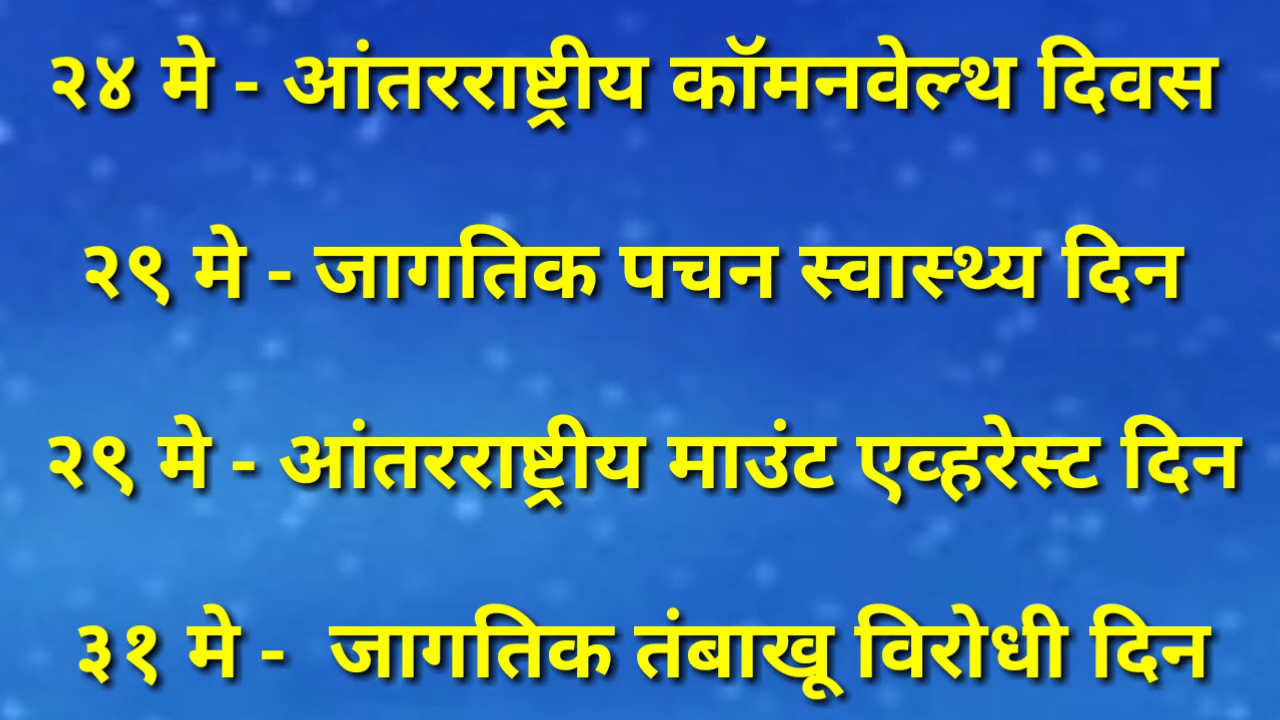 २४ मे - आंतरराष्ट्रीय कॉमनवेल्थ दिवस
२९ मे - जागतिक पचन स्वास्थ्य दिन
२९ मे - आंतरराष्ट्रीय माउंट एव्हरेस्ट दिन
३१ मे - जागतिक तंबाखू विरोधी दिन